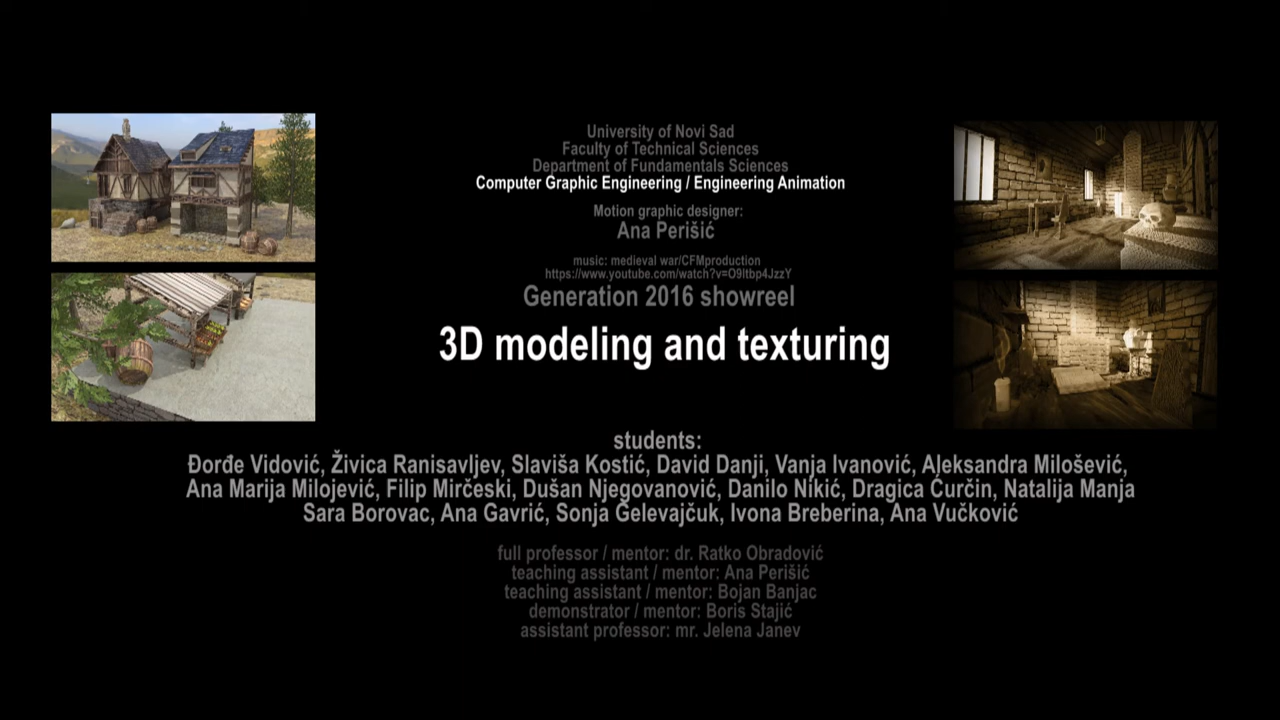 University of Novi Sad
Faculty of Technical Sciences
Department of Fundamentals Sciences
Computer Graphic Engineering / Engineering Animation
Motion graphic designer:
Ana Perišić
music: medieval war/CFMproduction
https://www.youtube.com/watch?v=O9Itbp4JzzY
Generation 2016 showreel
3D modeling and texturing
students:
Đorđe Vidović, Živica Ranisavljev, Slaviša Kostić, David Danji, Vanja Ivanović, Aleksandra Milošević,
Ana Marija Milojević, Filip Mirčeski, Dušan Njegovanović, Danilo Nikić, Dragica Ćurčin, Natalija Manja
Sara Borovac, Ana Gavrić, Sonja Gelevajčuk, Ivona Breberina, Ana Vučković
full professor / mentor: dr. Ratko Obradović
teaching assistant / mentor: Ana Perišić
teaching assistant / mentor: Bojan Banjac
demonstrator / mentor: Boris Stajić
assistant professor: mr. Jelena Janev